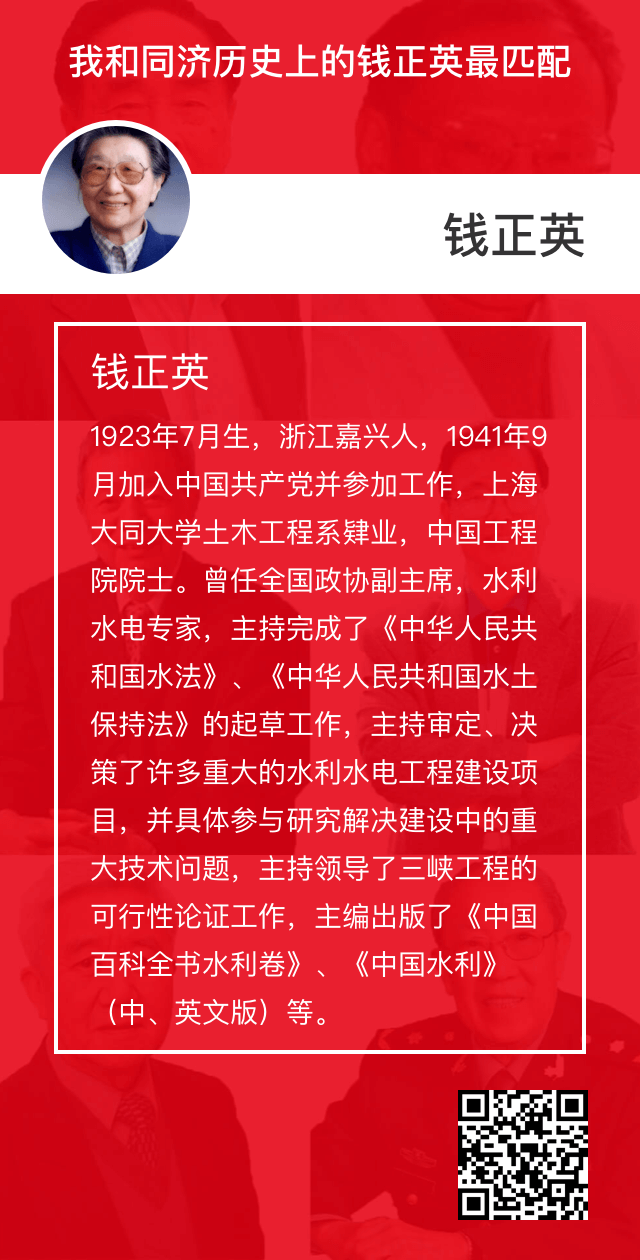 我和同济历史上的钱正英最匹配
钱正英
钱正英
1923年7月生，浙江嘉兴人，1941年9
月加入中国共产党并参加工作，上海
大同大学土木工程系肄业，中国工程
院院士。曾任全国政协副主席，水利
水电专家，主持完成了《中华人民共
和国水法》、《中华人民共和国水土
保持法》的起草工作，主持审定、决
策了许多重大的水利水电工程建设项
目，并具体参与研究解决建设中的重
大技术问题，主持领导了三峡工程的
可行性论证工作，主编出版了《中国
百科全书水利卷》、《中国水利》
（中、英文版）等。